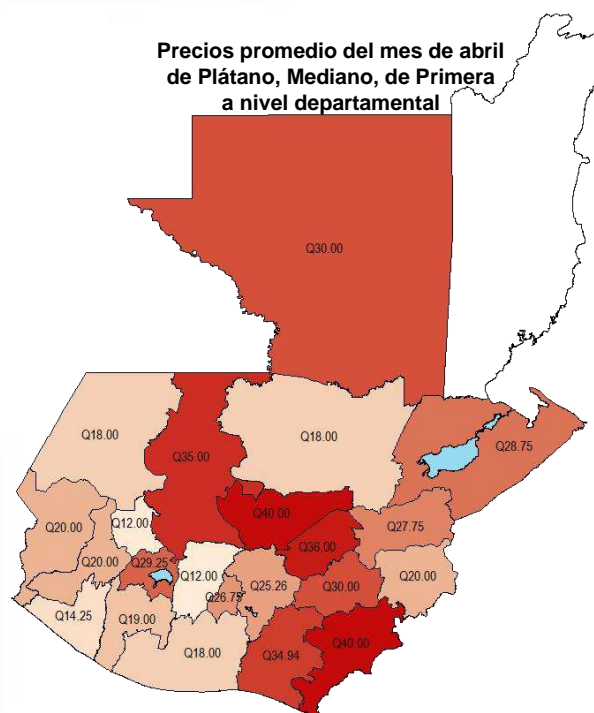 Precios promedio del mes de abril
de Plátano, Mediano, de Primera
a nivel departamental
Q30.00
Q18.00
Q18.00
Q35.00
Q28.75
Q40.00
Q20.00
Q12.00
Q27.75
Q36.00
Q20.00
Q29.25
Q12.00
Q25.26
Q30.00
Q20.00
Q26.75
Q14.25
Q19.00
Q40.00
Q18.00
Q34.94